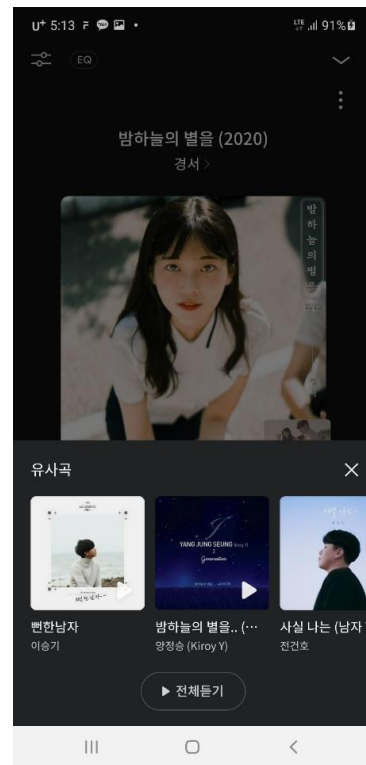 U⁺ 5:13
LTE 91%
EQ
밤하늘의 별을 (2020)
경서 >
밤하늘의 별을
유사곡
YANG JUNG SEUNG (Kiroy Y)
2
Generation
뻔한남자
밤하늘의 별을.. (…
사실 나는 (남자
이승기
양정승 (Kiroy Y)
전건호
▶ 전체듣기